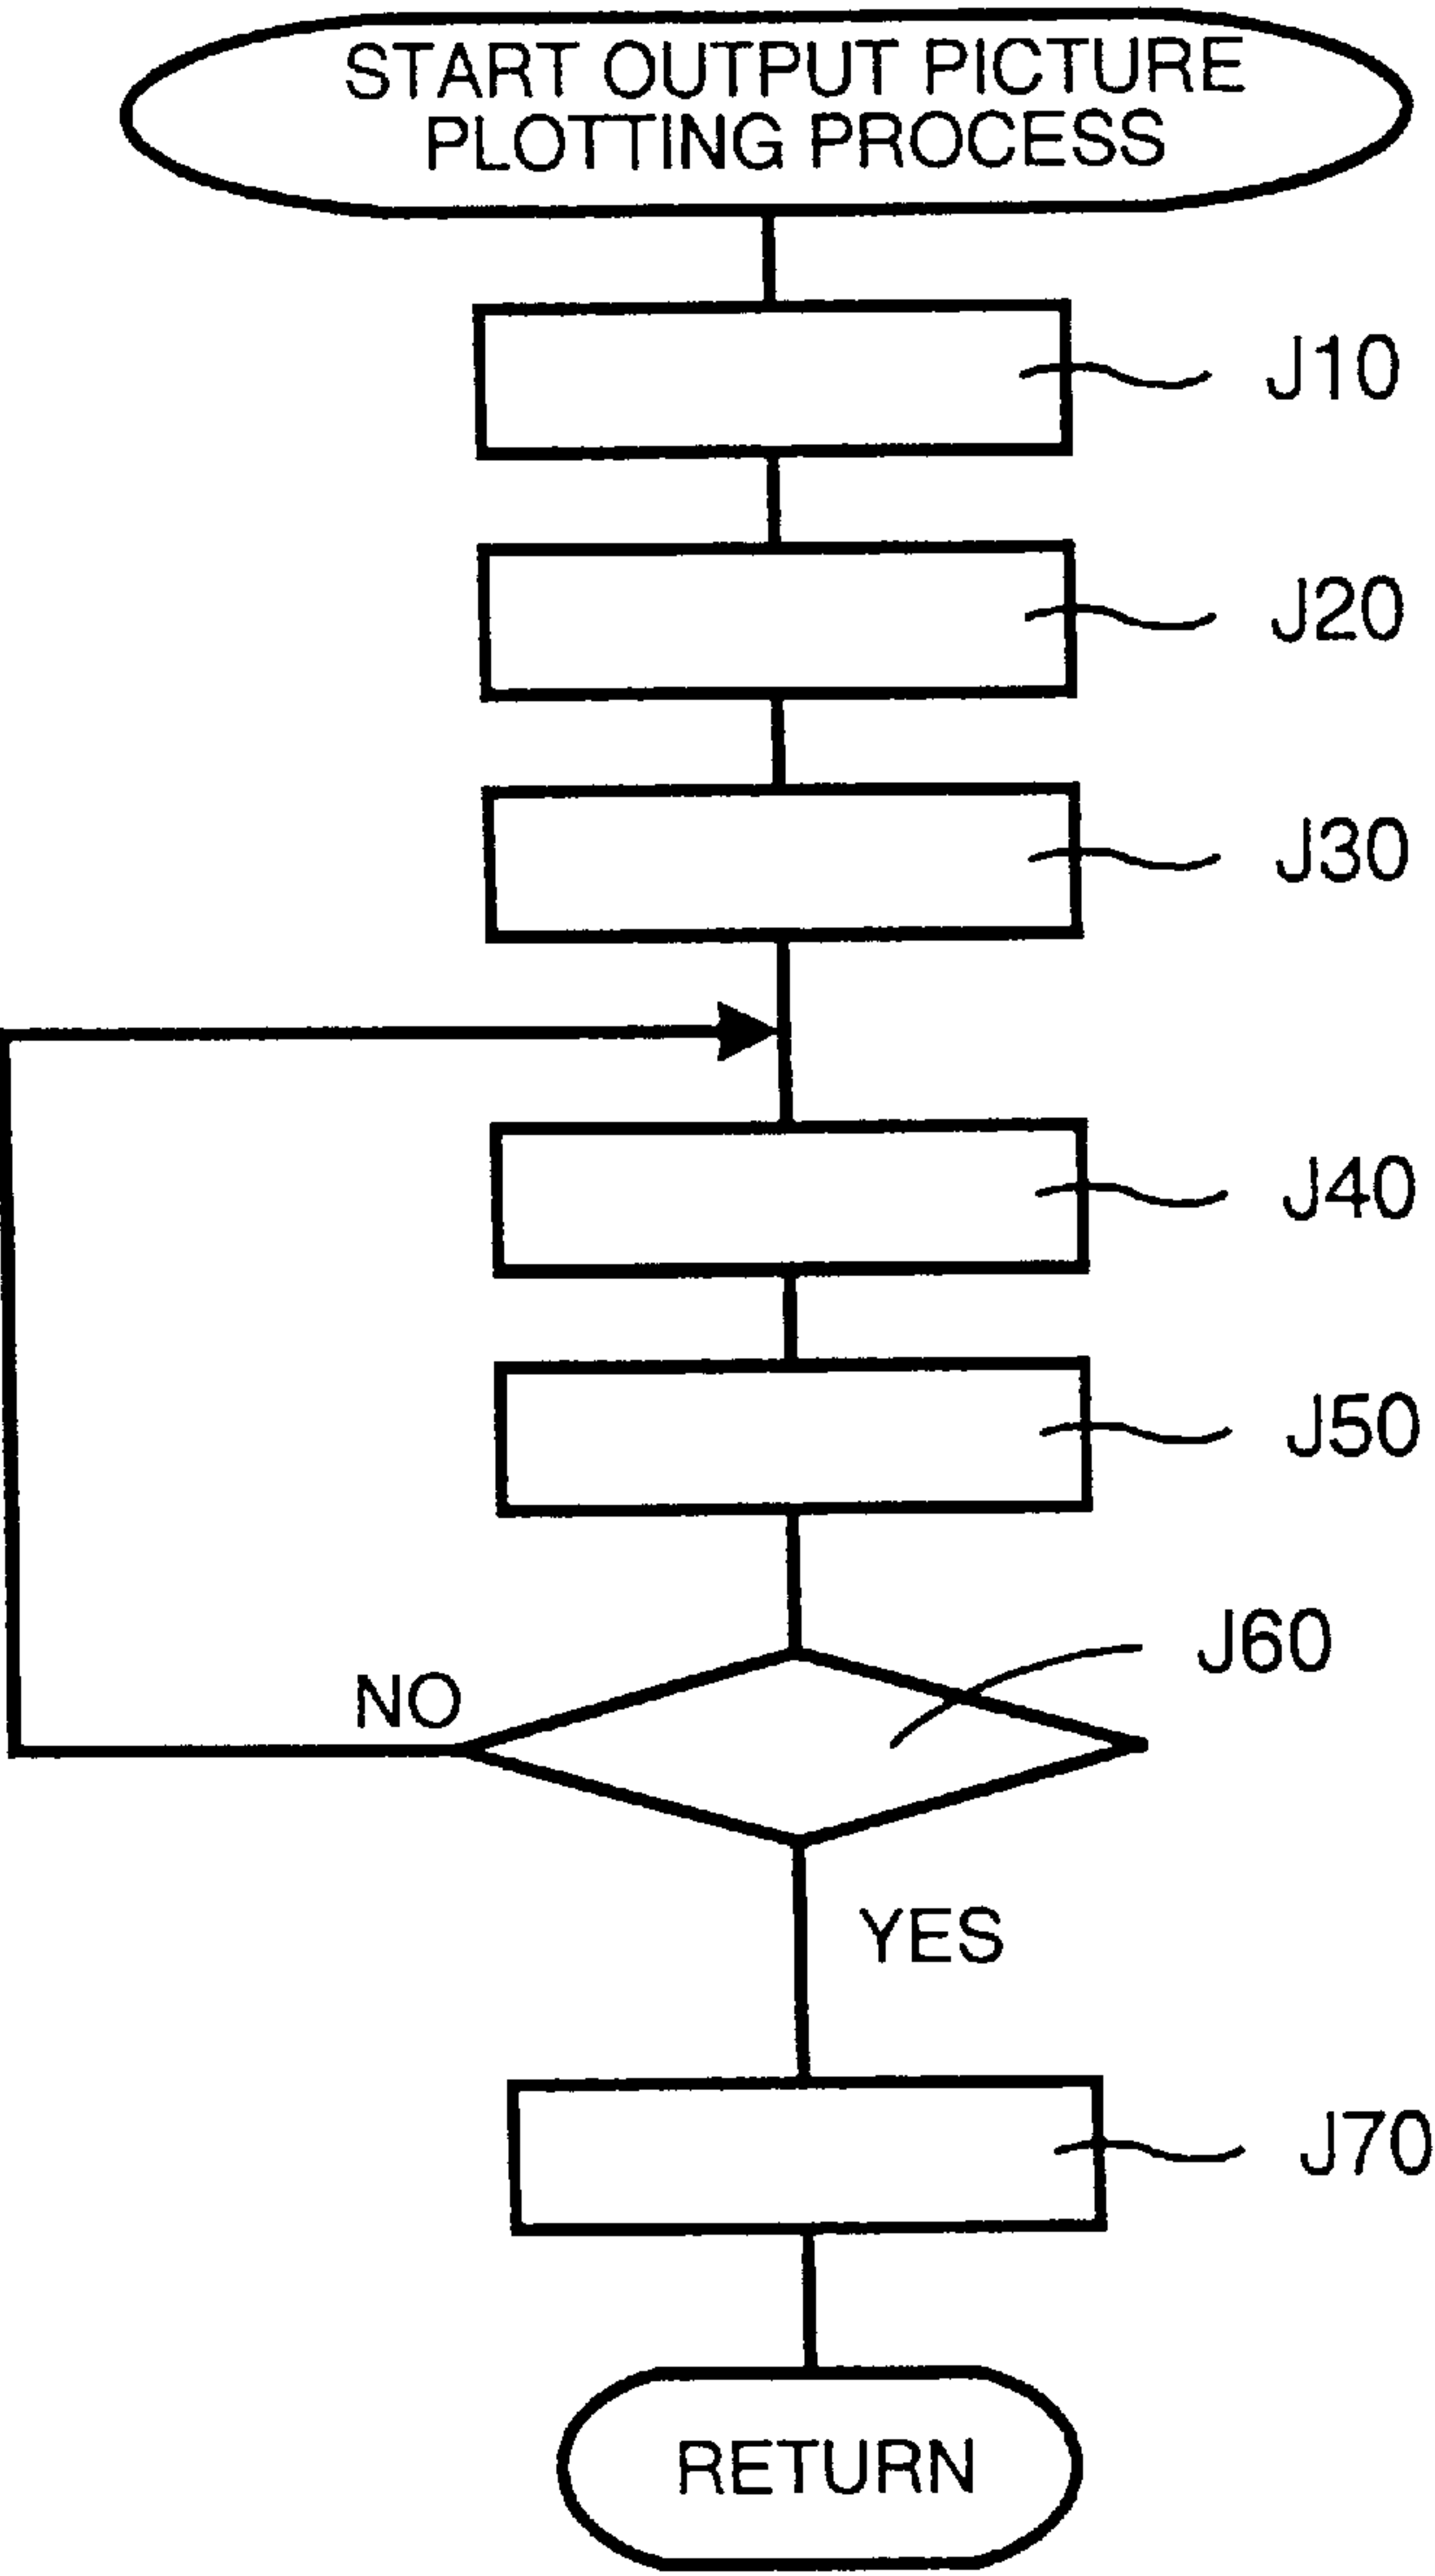 START OUTPUT PICTURE
PLOTTING PROCESS
J10
J20
J30
J40
J50
J60
NO
YES
J70
RETURN